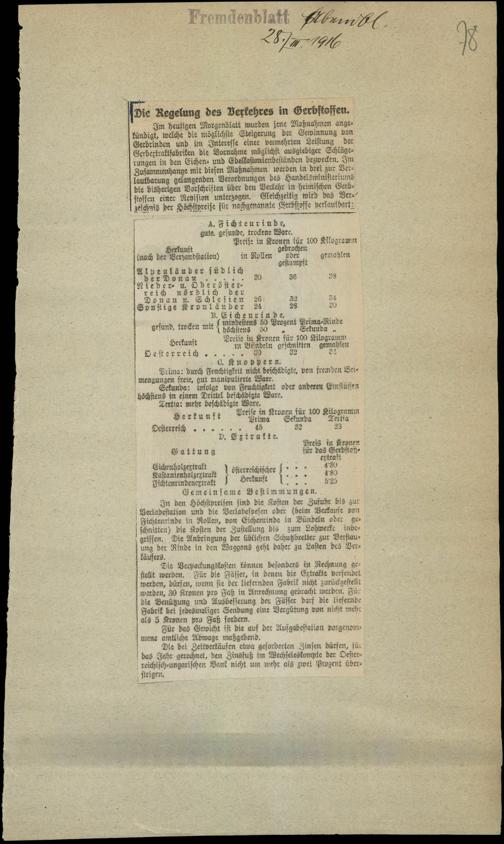 Fremdenblatt Abendbl.
28./III. 1916
78
Die Regelung des Verkehres in Gerbstoffen.
Im heutigen Morgenblatt wurden jene Maßnahmen ange-
kündigt, welche die möglichste Steigerung der Gewinnung von
Gerbrinden und im Interesse einer vermehrten Leistung der
Gerbextraktfabriken die Vornahme möglichst ausgiebiger Schläge-
rungen in den Eichen- und Edelkastanienbeständen bezwecken. Im
Zusammenhange mit diesen Maßnahmen werden in drei zur Ver-
lautbarung gelangenden Verordnungen des Handelsministeriums
die bisherigen Vorschriften über den Verkehr in heimischen Gerb-
stoffen einer Revision unterzogen. Gleichzeitig wird das Ver-
zeichnis der Höchstpreise für nachgenannte Gerbstoffe verlautbart:
A. Fichtenrinde,
gute, gesunde, trockene Ware.
Preise in Kronen für 100 Kilogramm
Herkunft gebrochen
(nach der Versandstation) in Rollen oder gemahlen
gestampft
Alpenländer südlich
der Donau . . . . . 30 36 38
Nieder- u. Oberöster-
reich nördlich der
Donau u. Schlesien 26 32 34
Sonstige Kronländer 24 28 30
B. Eichenrinde,
gesund, trocken mit { mindestens 50 Prozent Prima-Rinde
höchstens 50 „ Sekunda „
Preise in Kronen für 100 Kilogramm
Herkunft in Bündeln geschnitten gemahlen
Oesterreich . . . . . 30 32 34
C. Knoppern.
Prima: durch Feuchtigkeit nicht beschädigte, von fremden Bei-
mengungen freie, gut manipulierte Ware.
Sekunda: infolge von Feuchtigkeit oder anderen Einflüssen
höchstens in einem Drittel beschädigte Ware.
Tertia: mehr beschädigte Ware.
Preise in Kronen für 100 Kilogramm
Herkunft Prima Sekunda Tertia
Oesterreich . . . . . . 45 32 23
D. Extrakte.
Preis in Kronen
Gattung für das Gerbstoff-
extrakt
Eichenholzextrakt } österreichischer { . . . 4'80
Kastanienholzextrakt } Herkunft { . . . 4'80
Fichtenrindenextrakt } { . . . 5'25
Gemeinsame Bestimmungen.
In den Höchstpreisen sind die Kosten der Zufuhr bis zur
Verladestation und die Verladespesen oder (beim Verkaufe von
Fichtenrinde in Rollen, von Eichenrinde in Bündeln oder ge-
schnitten) die Kosten der Zustellung bis zum Lohwerke inbe-
griffen. Die Anbringung der üblichen Schutzbretter zur Verstau-
ung der Rinde in den Waggons geht daher zu Lasten des Ver-
käufers.
Die Verpackungskosten können besonders in Rechnung ge-
stellt werden. Für die Fässer, in denen die Extrakte versendet
werden, dürfen, wenn sie der liefernden Fabrik nicht zurückgestellt
werden, 30 Kronen pro Faß in Anrechnung gebracht werden. Für
die Benützung und Ausbesserung der Fässer darf die liefernde
Fabrik bei jedesmaliger Sendung eine Vergütung von nicht mehr
als 5 Kronen pro Faß fordern.
Für das Gewicht ist die auf der Aufgabestation vorgenom-
mene amtliche Abwage maßgebend.
Die bei Zeitverkäufen etwa geforderten Zinsen dürfen, für
das Jahr gerechnet, den Zinsfuß im Wechseleskompte der Oester-
reichisch-ungarischen Bank nicht um mehr als zwei Prozent über-
steigen.